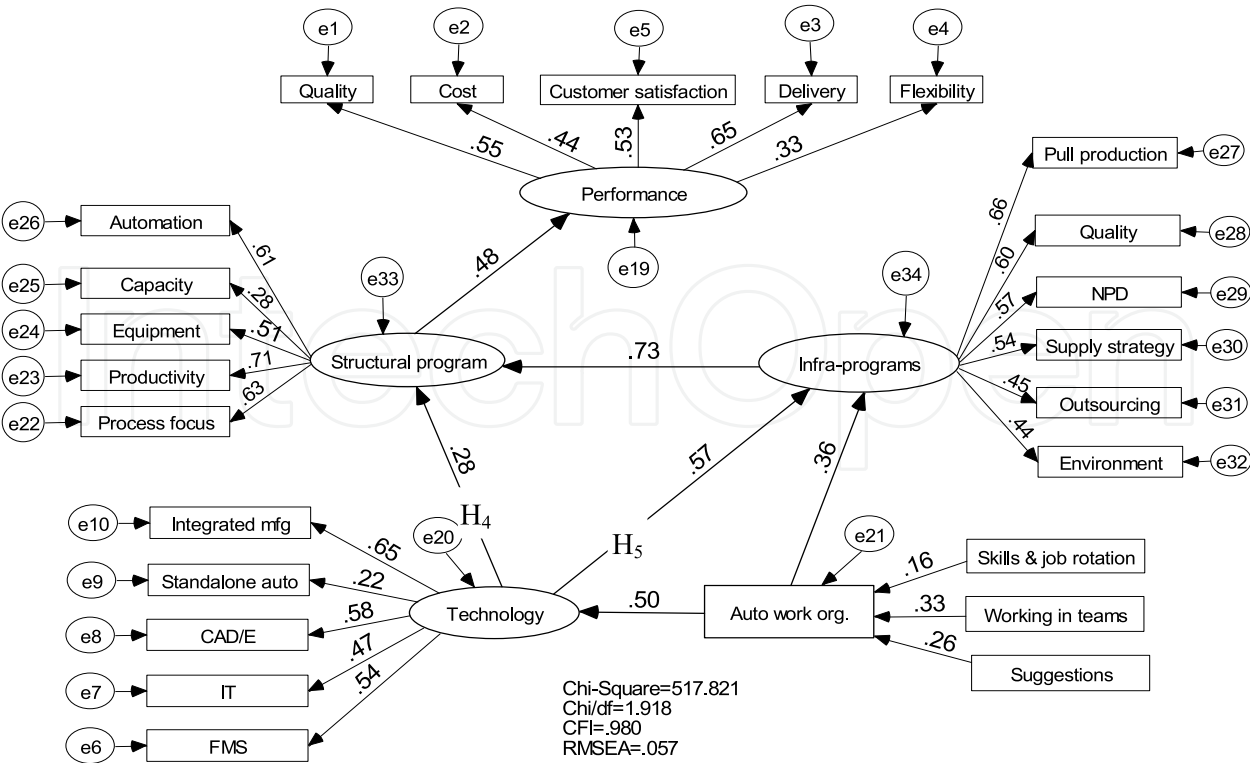 e1
e2
e5
e3
e4
Quality
Cost
Customer satisfaction
Delivery
Flexibility
.55
.44
.53
.65
.33
Performance
e19
Pull production
e27
Quality
e28
NPD
e29
Supply strategy
e30
Outsourcing
e31
Environment
e32
.66
.60
.57
.54
.45
.44
e26
Automation
e25
Capacity
e24
Equipment
e23
Productivity
e22
Process focus
.61
.28
.51
.71
.63
e33
Structural program
.48
.73
e34
Infra-programs
IntechOpen
.28
H4
.57
H5
.36
e10
Integrated mfg
e9
Standalone auto
e8
CAD/E
e7
IT
e6
FMS
.65
.22
.58
.47
.54
e20
Technology
.50
e21
Auto work org.
.16
.33
.26
Skills & job rotation
Working in teams
Suggestions
Chi-Square=517.821
Chi/df=1.918
CFI=.980
RMSEA=.057